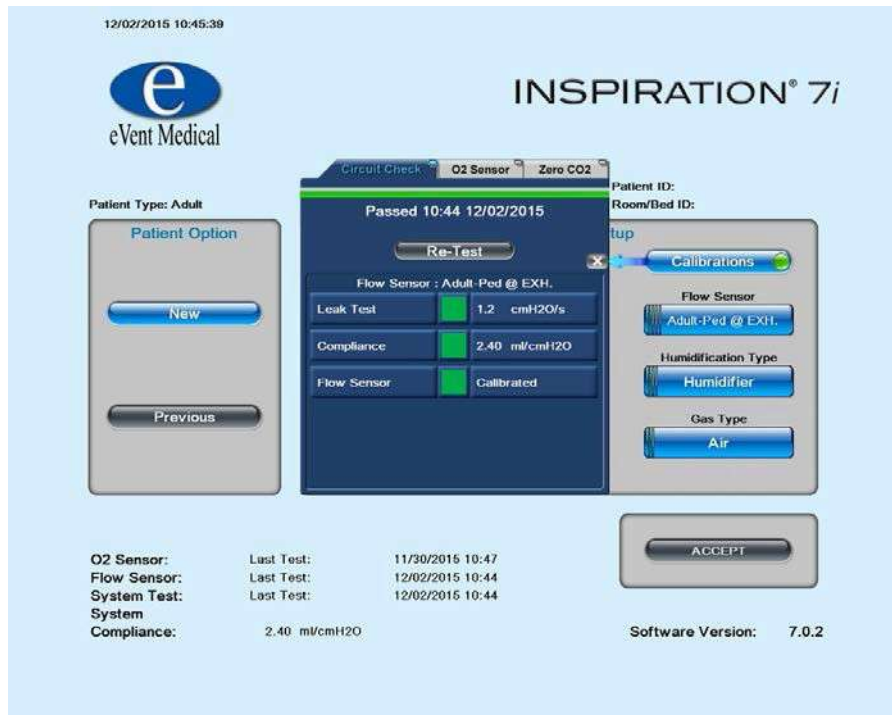 12/02/2015 10:45:39
e
eVent Medical
INSPIRATION® 7i
Patient Type: Adult
Patient ID:
Room/Bed ID:
Patient Option
New
Previous
Circuit Check
O2 Sensor
Zero CO2
Passed 10:44 12/02/2015
Re-Test
X
Flow Sensor : Adult-Ped @ EXH.
Leak Test 1.2 cmH2O/s
Compliance 2.40 ml/cmH2O
Flow Sensor Calibrated
tup
Calibrations
Flow Sensor
Adult-Ped @ EXH.
Humidification Type
Humidifier
Gas Type
Air
ACCEPT
O2 Sensor: Last Test: 11/30/2015 10:47
Flow Sensor: Last Test: 12/02/2015 10:44
System Test: Last Test: 12/02/2015 10:44
System
Compliance: 2.40 ml/cmH2O
Software Version: 7.0.2